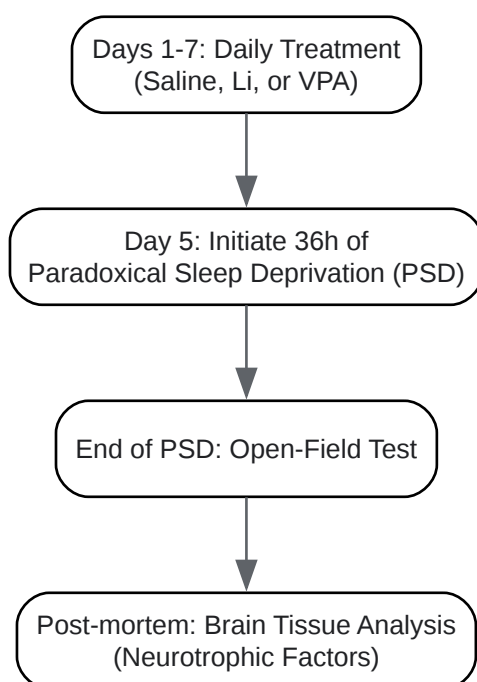 Days 1-7: Daily Treatment
(Saline, Li, or VPA)
Day 5: Initiate 36h of
Paradoxical Sleep Deprivation (PSD)
End of PSD: Open-Field Test
Post-mortem: Brain Tissue Analysis
(Neurotrophic Factors)